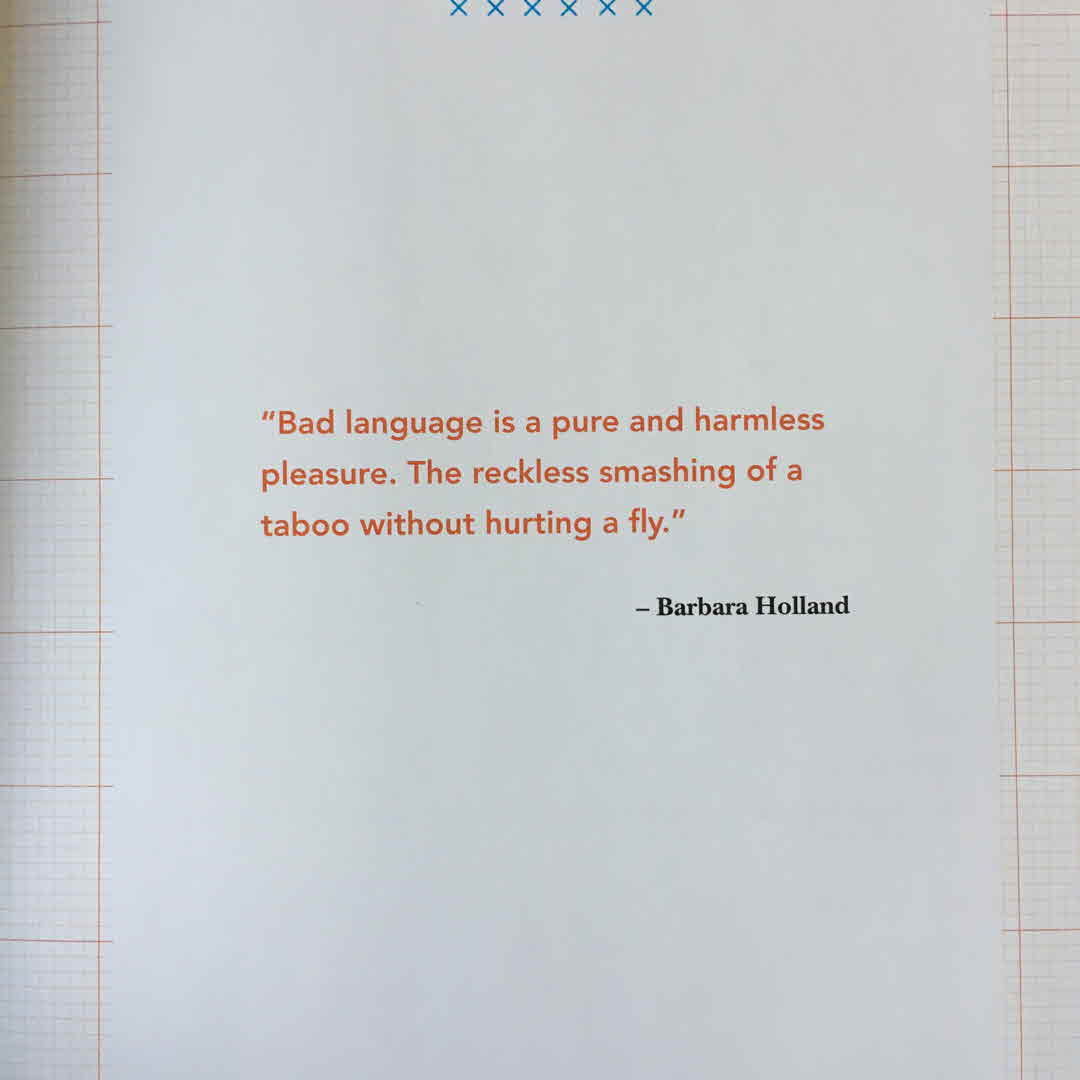 × × × × × ×
“Bad language is a pure and harmless
pleasure. The reckless smashing of a
taboo without hurting a fly.”
– Barbara Holland